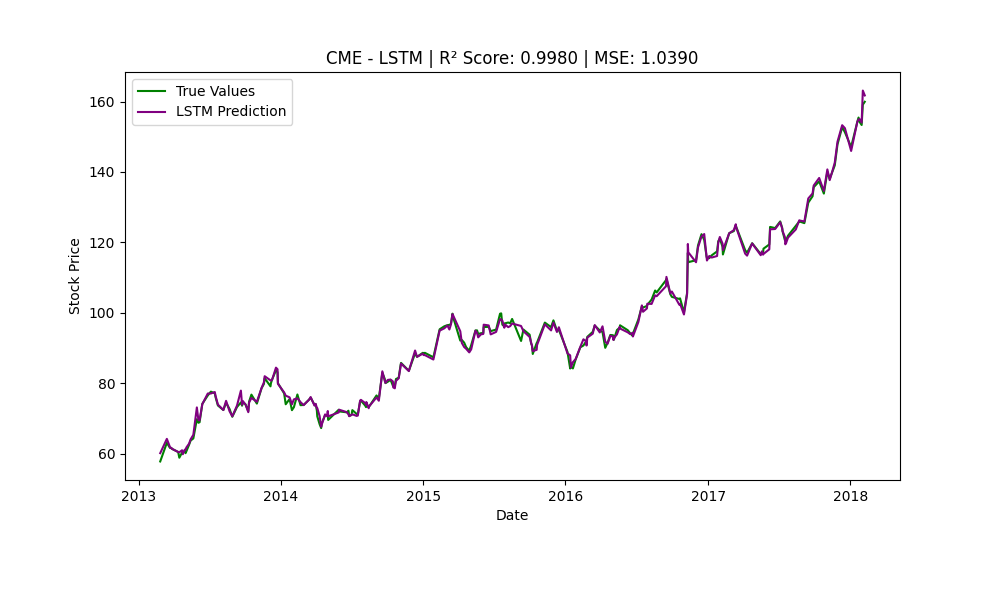 CME - LSTM | R² Score: 0.9980 | MSE: 1.0390
True Values
LSTM Prediction
160
140
120
100
80
60
Stock Price
2013 2014 2015 2016 2017 2018
Date